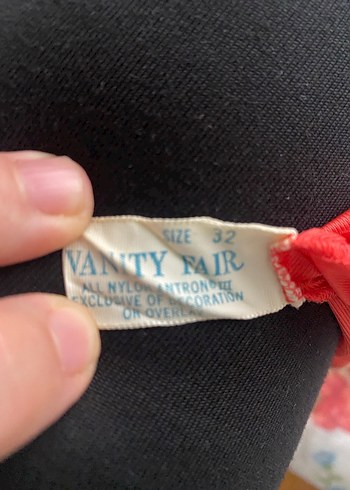 SIZE 32
VANITY FAIR
ALL NYLON ANTRON® III
EXCLUSIVE OF DECORATION
OR OVERLAY